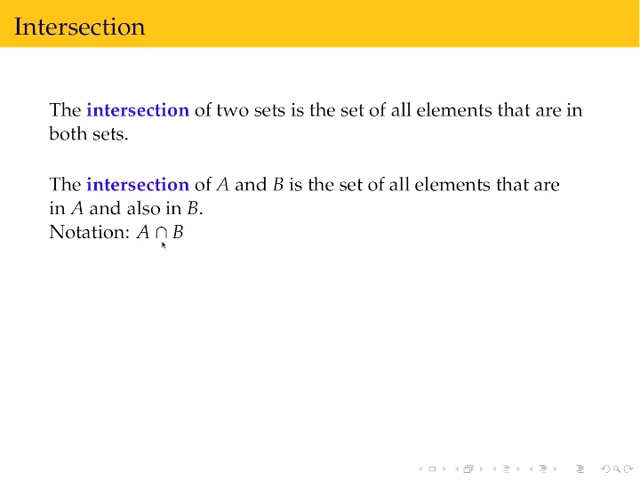 Intersection
The intersection of two sets is the set of all elements that are in
both sets.
The intersection of A and B is the set of all elements that are
in A and also in B.
Notation: A ∩ B